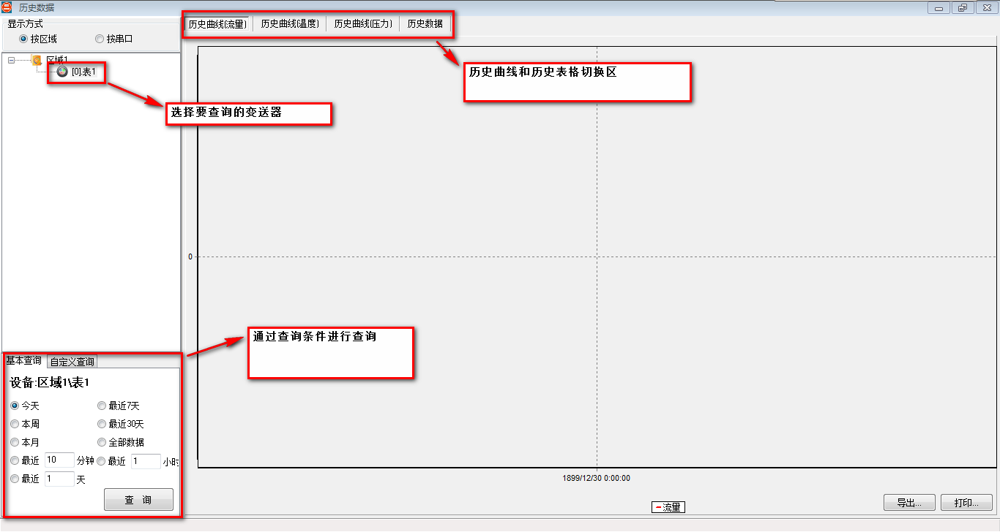 历史数据
显示方式
按区域 按串口
区域1
[0].表1
历史曲线(流量) 历史曲线(温度) 历史曲线(压力) 历史数据
历史曲线和历史表格切换区
选择要查询的变送器
0
通过查询条件进行查询
基本查询 自定义查询
设备:区域1\表1
今天 最近7天
本周 最近30天
本月 全部数据
最近 10 分钟 最近 1 小时
最近 1 天
查 询
1899/12/30 0:00:00
流量
导出... 打印...